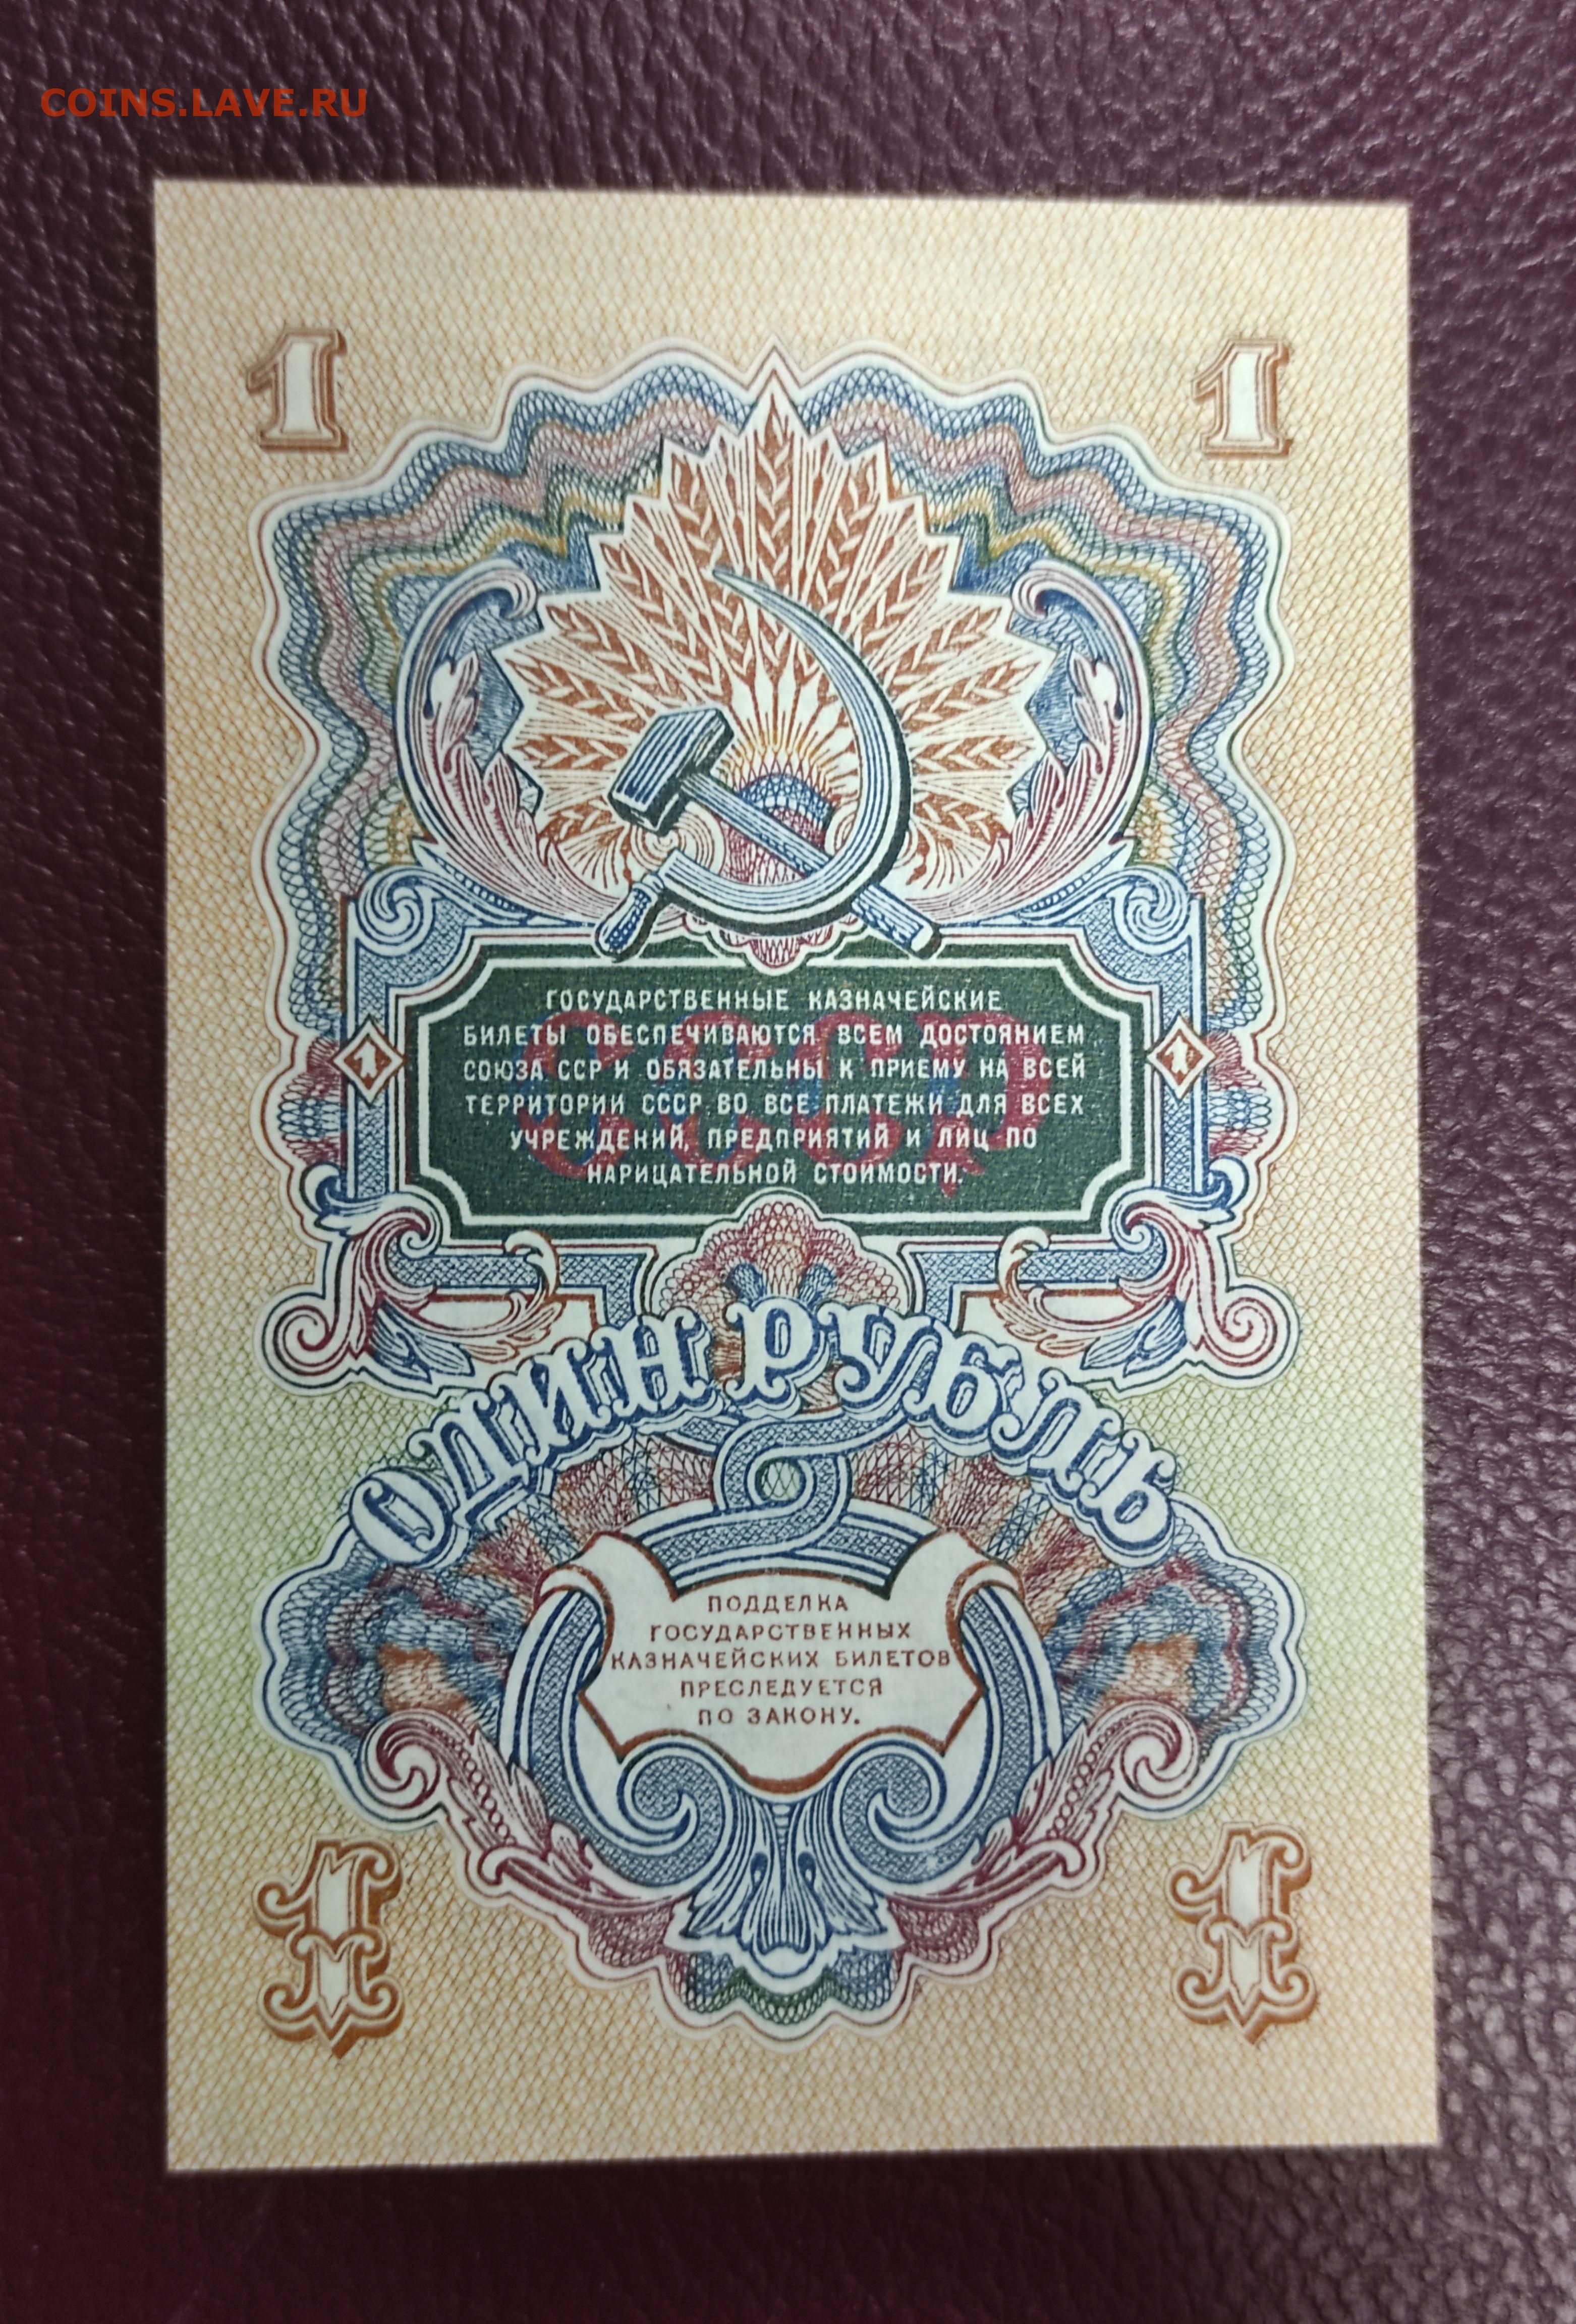 COINS.LAVE.RU
1 1
ГОСУДАРСТВЕННЫЕ КАЗНАЧЕЙСКИЕ
БИЛЕТЫ ОБЕСПЕЧИВАЮТСЯ ВСЕМ ДОСТОЯНИЕМ
СОЮЗА ССР И ОБЯЗАТЕЛЬНЫ К ПРИЕМУ НА ВСЕЙ
1 СССР 1
ТЕРРИТОРИИ СССР ВО ВСЕ ПЛАТЕЖИ ДЛЯ ВСЕХ
УЧРЕЖДЕНИЙ, ПРЕДПРИЯТИЙ И ЛИЦ ПО
НАРИЦАТЕЛЬНОЙ СТОИМОСТИ.
ОДИН РУБЛЬ
ПОДДЕЛКА
ГОСУДАРСТВЕННЫХ
КАЗНАЧЕЙСКИХ БИЛЕТОВ
ПРЕСЛЕДУЕТСЯ
ПО ЗАКОНУ.
1 1